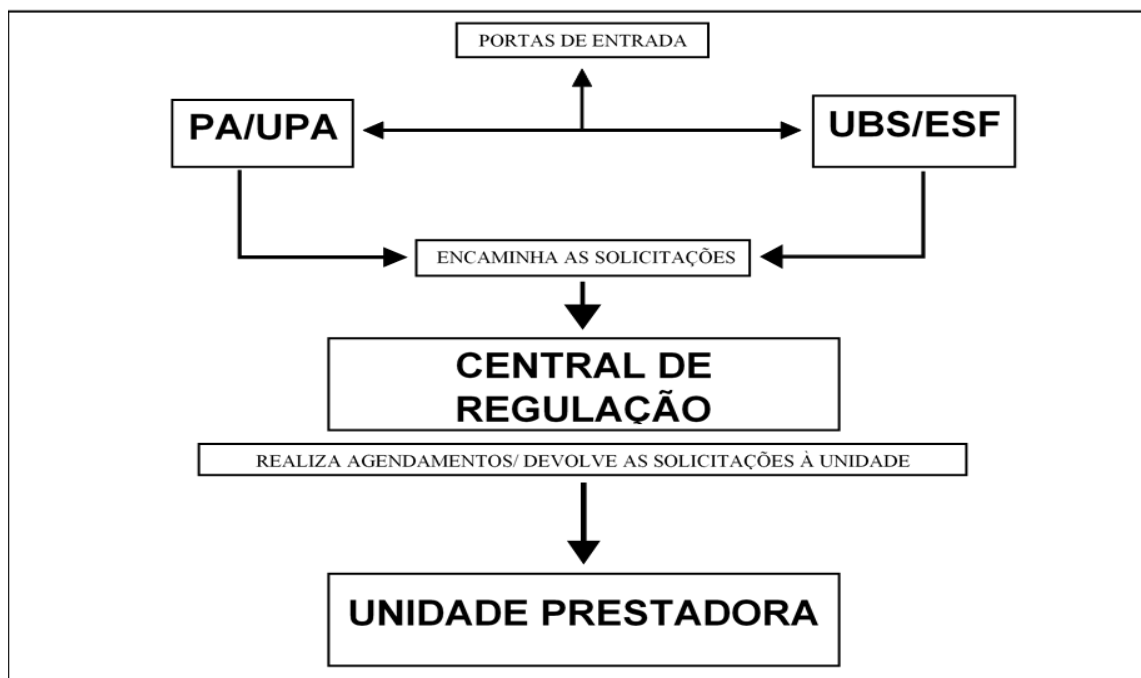 PORTAS DE ENTRADA
PA/UPA
UBS/ESF
ENCAMINHA AS SOLICITAÇÕES
CENTRAL DE
REGULAÇÃO
REALIZA AGENDAMENTOS/ DEVOLVE AS SOLICITAÇÕES À UNIDADE
UNIDADE PRESTADORA